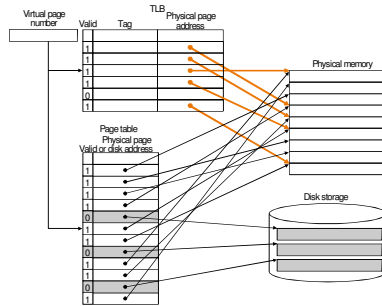 TLB
Virtual page
number
Valid
Tag
Physical page
address
1
1
1
1
0
1
Physical memory
Page table
Physical page
Valid or disk address
1
1
1
1
0
1
1
0
1
1
0
1
Disk storage